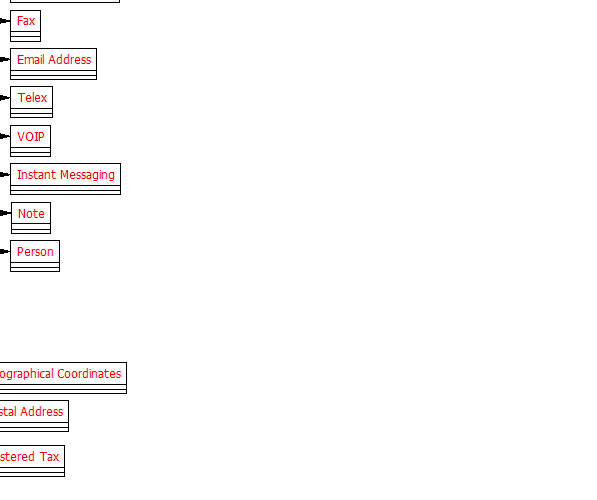 Fax
Email Address
Telex
VOIP
Instant Messaging
Note
Person
ographical Coordinates
stal Address
stered Tax